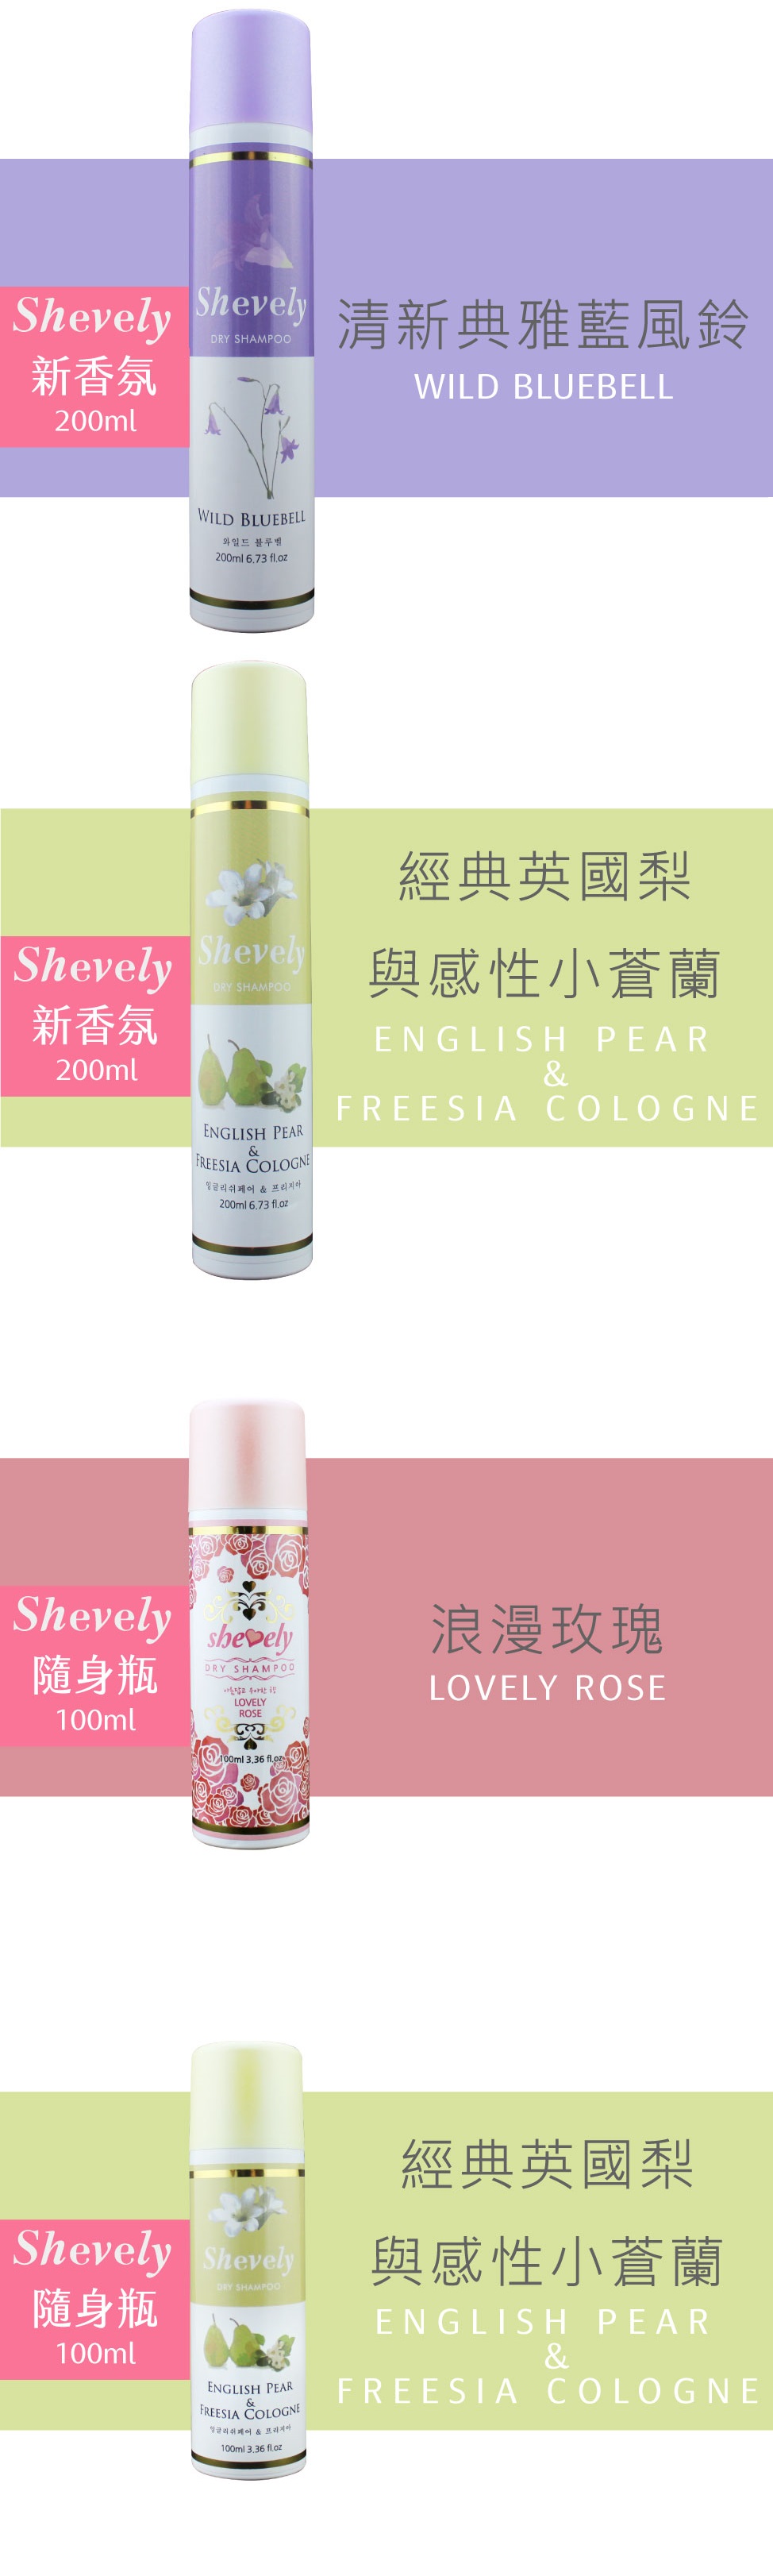 Shevely
新香氛
200ml
Shevely
DRY SHAMPOO
WILD BLUEBELL
와일드 블루벨
200ml 6.73 fl.oz
清新典雅藍風鈴
WILD BLUEBELL
Shevely
新香氛
200ml
Shevely
DRY SHAMPOO
ENGLISH PEAR
&
FREESIA COLOGNE
잉글리쉬페어 & 프리지아
200ml 6.73 fl.oz
經典英國梨
與感性小蒼蘭
ENGLISH PEAR
&
FREESIA COLOGNE
Shevely
隨身瓶
100ml
shevely
DRY SHAMPOO
LOVELY
ROSE
100ml 3.36 fl.oz
浪漫玫瑰
LOVELY ROSE
Shevely
隨身瓶
100ml
Shevely
DRY SHAMPOO
ENGLISH PEAR
&
FREESIA COLOGNE
잉글리쉬페어 & 프리지아
100ml 3.36 fl.oz
經典英國梨
與感性小蒼蘭
ENGLISH PEAR
&
FREESIA COLOGNE